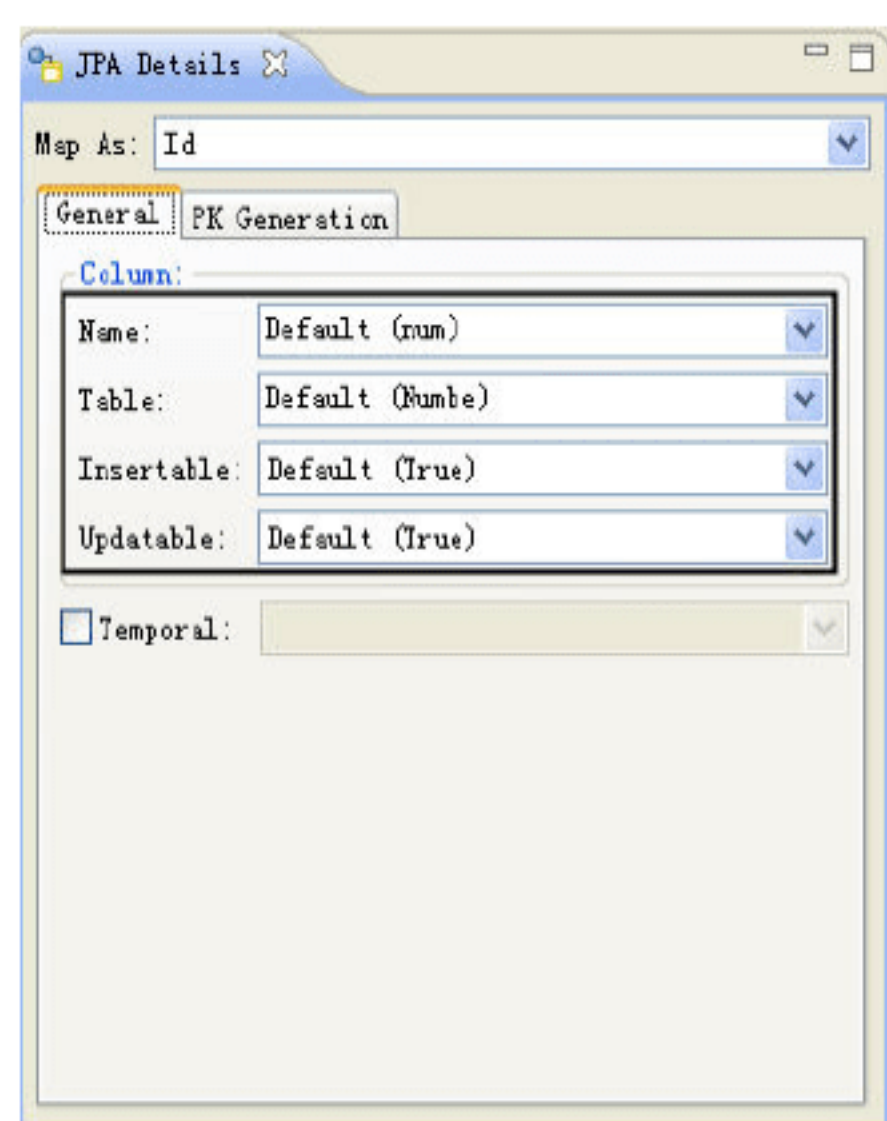 JPA Details
Map As: Id
General PK Generation
Column:
Name: Default (num)
Table: Default (Numbe)
Insertable: Default (True)
Updatable: Default (True)
Temporal: